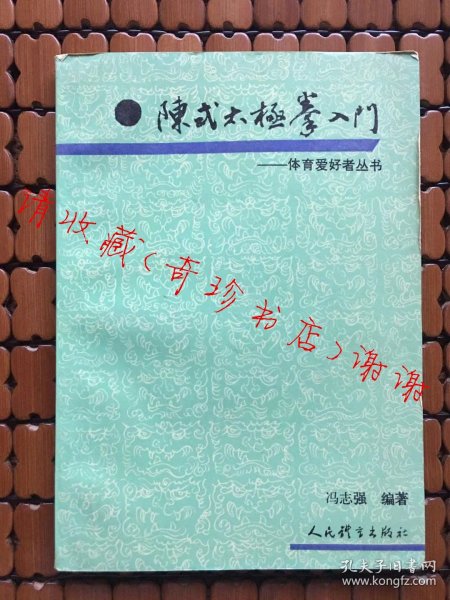 陳式太極拳入門
——体育爱好者丛书
请收藏(奇珍书店)谢谢
冯志强 编著
人民體育出版社
孔夫子旧书网
www.kongfz.com